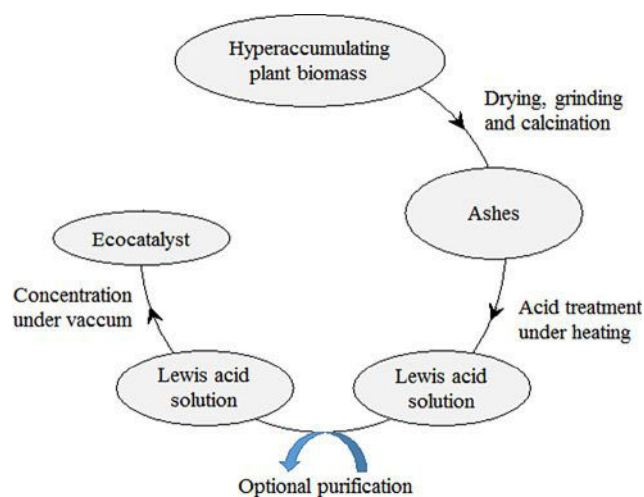 Hyperaccumulating
plant biomass
Drying, grinding
and calcination
Ashes
Acid treatment
under heating
Lewis acid
solution
Optional purification
Lewis acid
solution
Concentration
under vaccum
Ecocatalyst